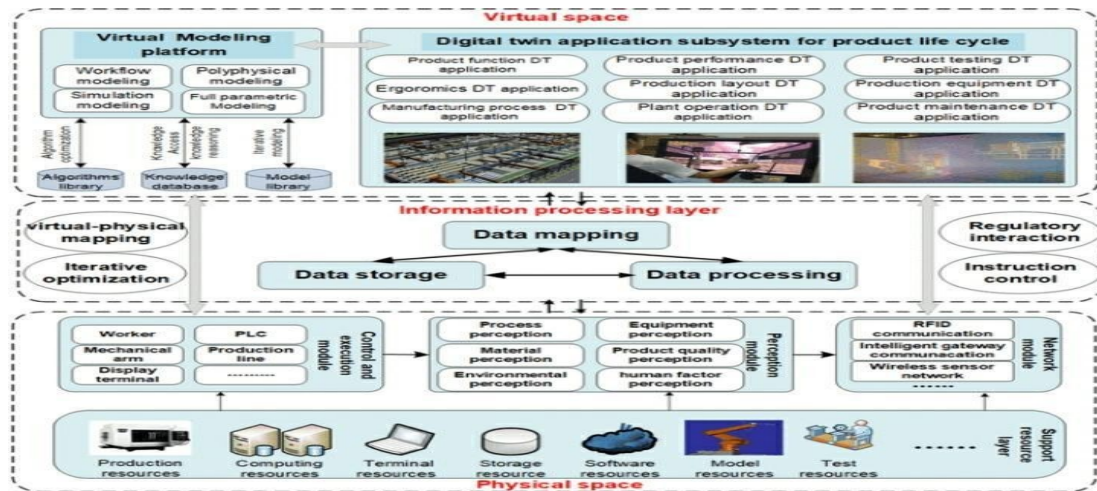 Virtual space
Virtual Modeling
platform
Workflow
modeling
Polyphysical
modeling
Simulation
modeling
Full parametric
Modeling
Algorithm
optimization
Knowledge
Access
knowledge
reasoning
Iterative
modeling
Algorithms
library
Knowledge
database
Model
library
Digital twin application subsystem for product life cycle
Product function DT
application
Product performance DT
application
Product testing DT
application
Ergoromics DT application
Production layout DT
application
Production equipment DT
application
Manufacturing process DT
application
Plant operation DT
application
Product maintenance DT
application
Information processing layer
virtual-physical
mapping
Iterative
optimization
Data mapping
Data storage
Data processing
Regulatory
interaction
Instruction
control
Worker
PLC
Mechanical
arm
Production
line
Display
terminal
---------
Control and
execution
module
Process
perception
Equipment
perception
Material
perception
Product quality
perception
Environmental
perception
human factor
perception
Perception
module
RFID
communication
Intelligent gateway
communacation
Wireless sensor
network
......
Network
module
Production
resources
Computing
resources
Terminal
resources
Storage
resource
Software
resources
Model
resources
Test
resources
......
Support
resource
layer
Physical space